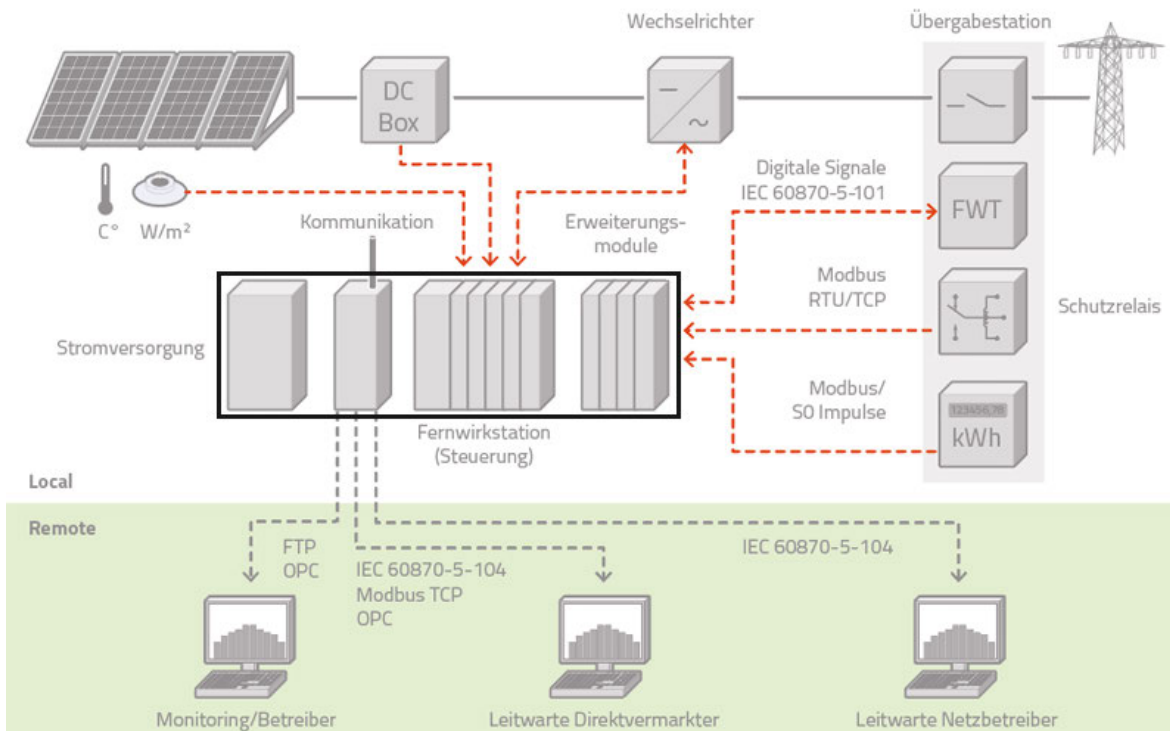 Wechselrichter
Übergabestation
DC
Box
Digitale Signale
IEC 60870-5-101
FWT
C°
W/m²
Kommunikation
Erweiterungs-
module
Modbus
RTU/TCP
Schutzrelais
Stromversorgung
Modbus/
S0 Impulse
123456,78
kWh
Fernwirkstation
(Steuerung)
Local
Remote
FTP
OPC
IEC 60870-5-104
Modbus TCP
OPC
IEC 60870-5-104
Monitoring/Betreiber
Leitwarte Direktvermarkter
Leitwarte Netzbetreiber